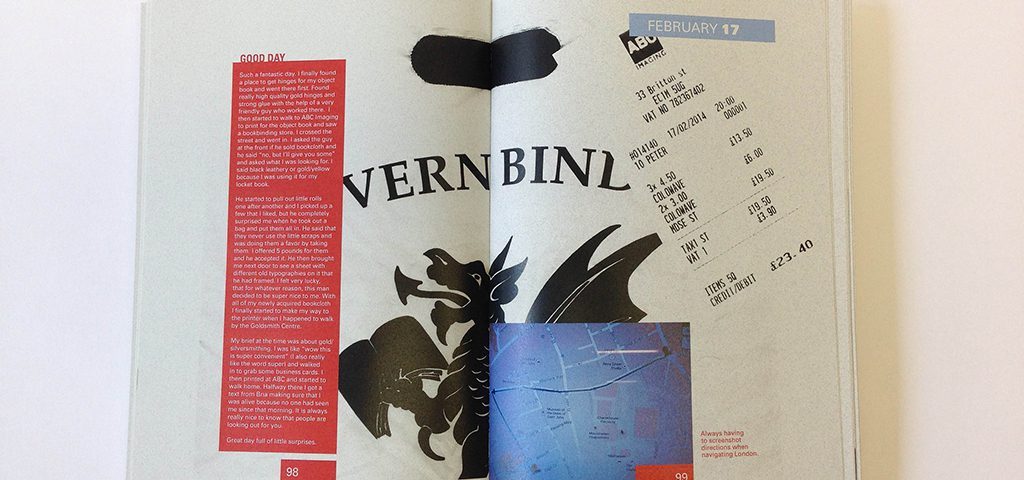 GOOD DAY
Such a fantastic day. I finally found
a place to get hinges for my object
book and went there first. Found
really high quality gold hinges and
strong glue with the help of a very
friendly guy who worked there. I
then started to walk to ABC Imaging
to print for the object book and saw
a bookbinding store. I crossed the
street and went in. I asked the guy
at the front if he sold bookcloth and
he said "no, but I'll give you some"
and asked what I was looking for. I
said black leathery or gold/yellow
because I was using it for my
locket book.
He started to pull out little rolls
one after another and I picked up a
few that I liked, but he completely
surprised me when he took out a
bag and put them all in. He said that
they never use the little scraps and
was doing them a favor by taking
them. I offered 5 pounds for them
and he accepted it. He then brought
me next door to see a sheet with
different old typographies on it that
he had framed. I felt very lucky,
that for whatever reason, this man
decided to be super nice to me. With
all of my newly acquired bookcloth
I finally started to make my way to
the printer when I happened to walk
by the Goldsmith Centre.
My brief at the time was about gold/
silversmithing. I was like "wow this
is super convenient" (I also really
like the word super) and walked
in to grab some business cards. I
then printed at ABC and started to
walk home. Halfway there I got a
text from Bria making sure that I
was alive because no one had seen
me since that morning. It is always
really nice to know that people are
looking out for you.
Great day full of little surprises.
98
VERN BIND
FEBRUARY 17
ABC
IMAGING
33 Britton st
EC1M 5UG
VAT NO 782367402
17/02/2014 20:00
#014140 000001
TO PETER
3x 4.50 £13.50
COLOWAVE
2x 3.00 £6.00
COLOWAVE
MDSE ST £19.50
TAX1 ST £19.50
VAT 1 £3.90
ITEMS 5Q
CREDIT/DEBIT £23.40
Always having
to screenshot
directions when
navigating London.
99